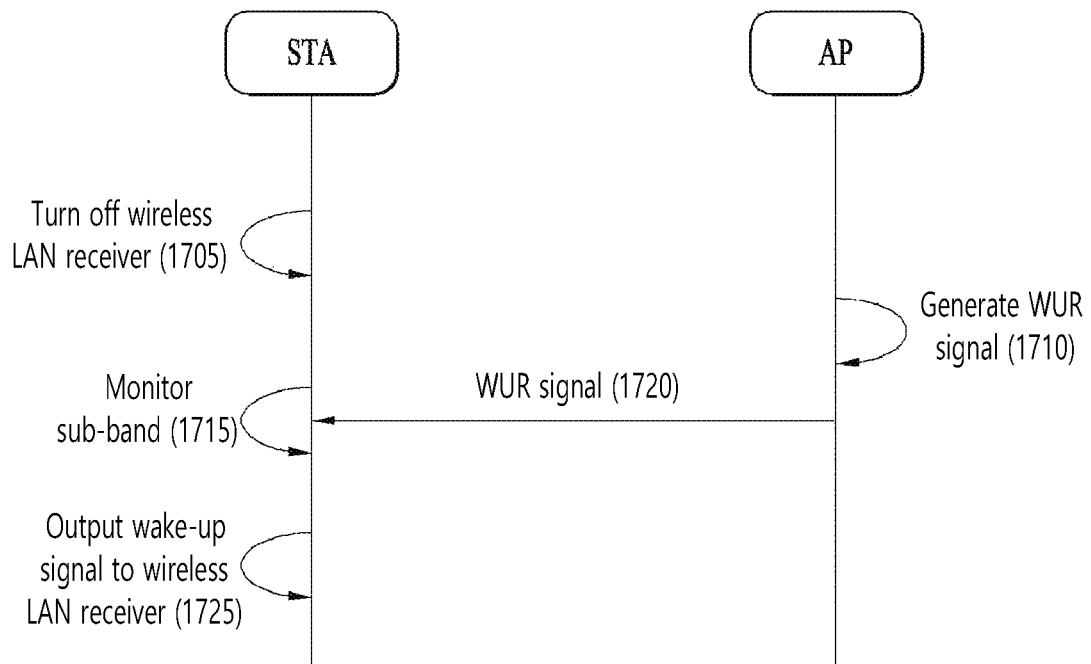 STA
AP
Turn off wireless
LAN receiver (1705)
Generate WUR
signal (1710)
Monitor
sub-band (1715)
WUR signal (1720)
Output wake-up
signal to wireless
LAN receiver (1725)